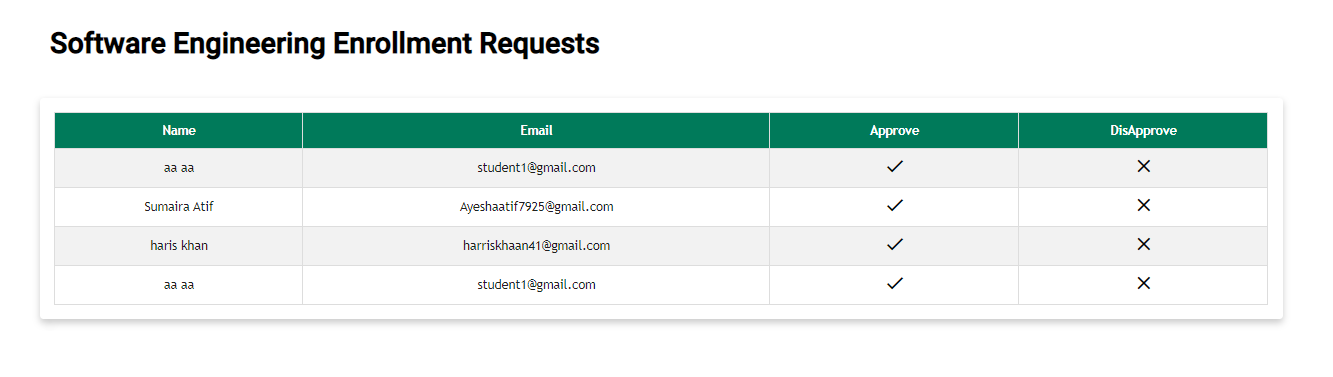 Software Engineering Enrollment Requests
Name Email Approve DisApprove
aa aa student1@gmail.com
Sumaira Atif Ayeshaatif7925@gmail.com
haris khan harriskhaan41@gmail.com
aa aa student1@gmail.com